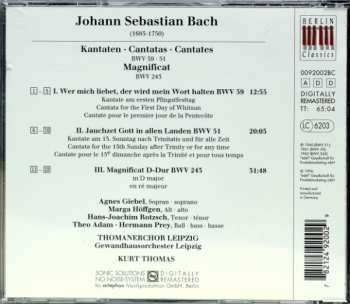 Johann Sebastian Bach
(1685-1750)
Kantaten · Cantatas · Cantates
BWV 59 · 51
Magnificat
BWV 243
I. Wer mich liebet, der wird mein Wort halten BWV 59 12:55
Kantate am ersten Pfingstfesttag
Cantata for the First Day of Whitsun
Cantate pour le premier jour de la Pentecôte
II. Jauchzet Gott in allen Landen BWV 51 20:05
Kantate am 15. Sonntag nach Trinitatis und für alle Zeit
Cantata for the 15th Sunday after Trinity or for any time
Cantate pour le 15e dimanche après la Trinité et pour tous temps
III. Magnificat D-Dur BWV 243 31:48
in D major
en ré majeur
Agnes Giebel, Sopran · soprano
Marga Höffgen, Alt · alto
Hans-Joachim Rotzsch, Tenor · ténor
Theo Adam · Hermann Prey, Baß · bass · basse
THOMANERCHOR LEIPZIG
Gewandhausorchester Leipzig
KURT THOMAS
SONIC SOLUTIONS
NO NOISE-SYSTEM
DIGITALLY
REMASTERED
BERLIN
Classics
0092002BC
A D D
DIGITALLY
REMASTERED
TT: 65:04
LC 6203
7 82124 92002 9